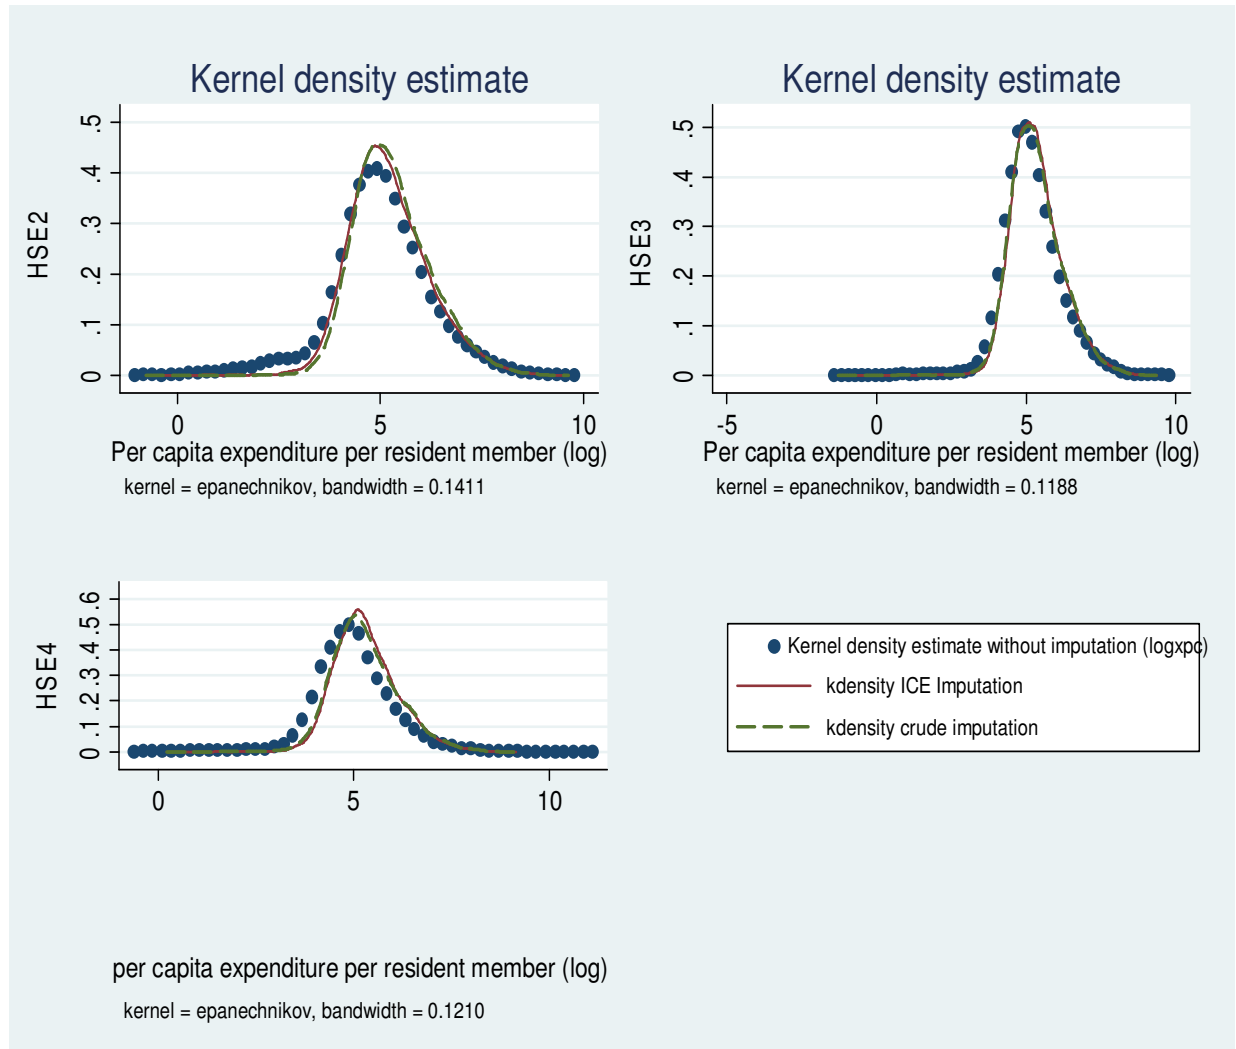 Kernel density estimate
HSE2
.5
.4
.3
.2
.1
0
0 5 10
Per capita expenditure per resident member (log)
kernel = epanechnikov, bandwidth = 0.1411
Kernel density estimate
HSE3
.5
.4
.3
.2
.1
0
-5 0 5 10
Per capita expenditure per resident member (log)
kernel = epanechnikov, bandwidth = 0.1188
HSE4
0 .1 .2 .3 .4 .5 .6
0 5 10
per capita expenditure per resident member (log)
kernel = epanechnikov, bandwidth = 0.1210
Kernel density estimate without imputation (logxpc)
kdensity ICE Imputation
kdensity crude imputation